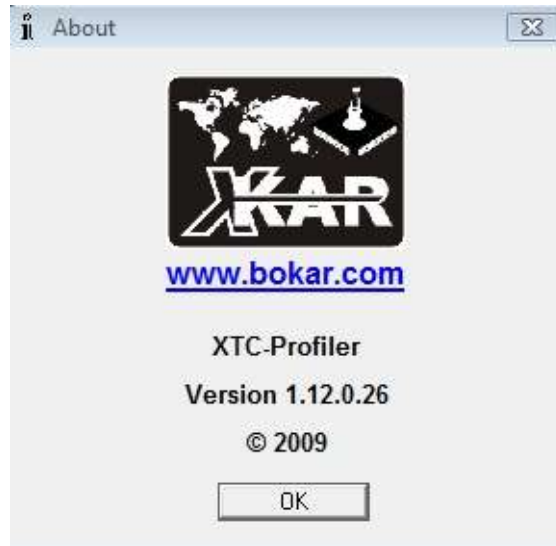 About
XKAR
www.bokar.com
XTC-Profiler
Version 1.12.0.26
© 2009
OK